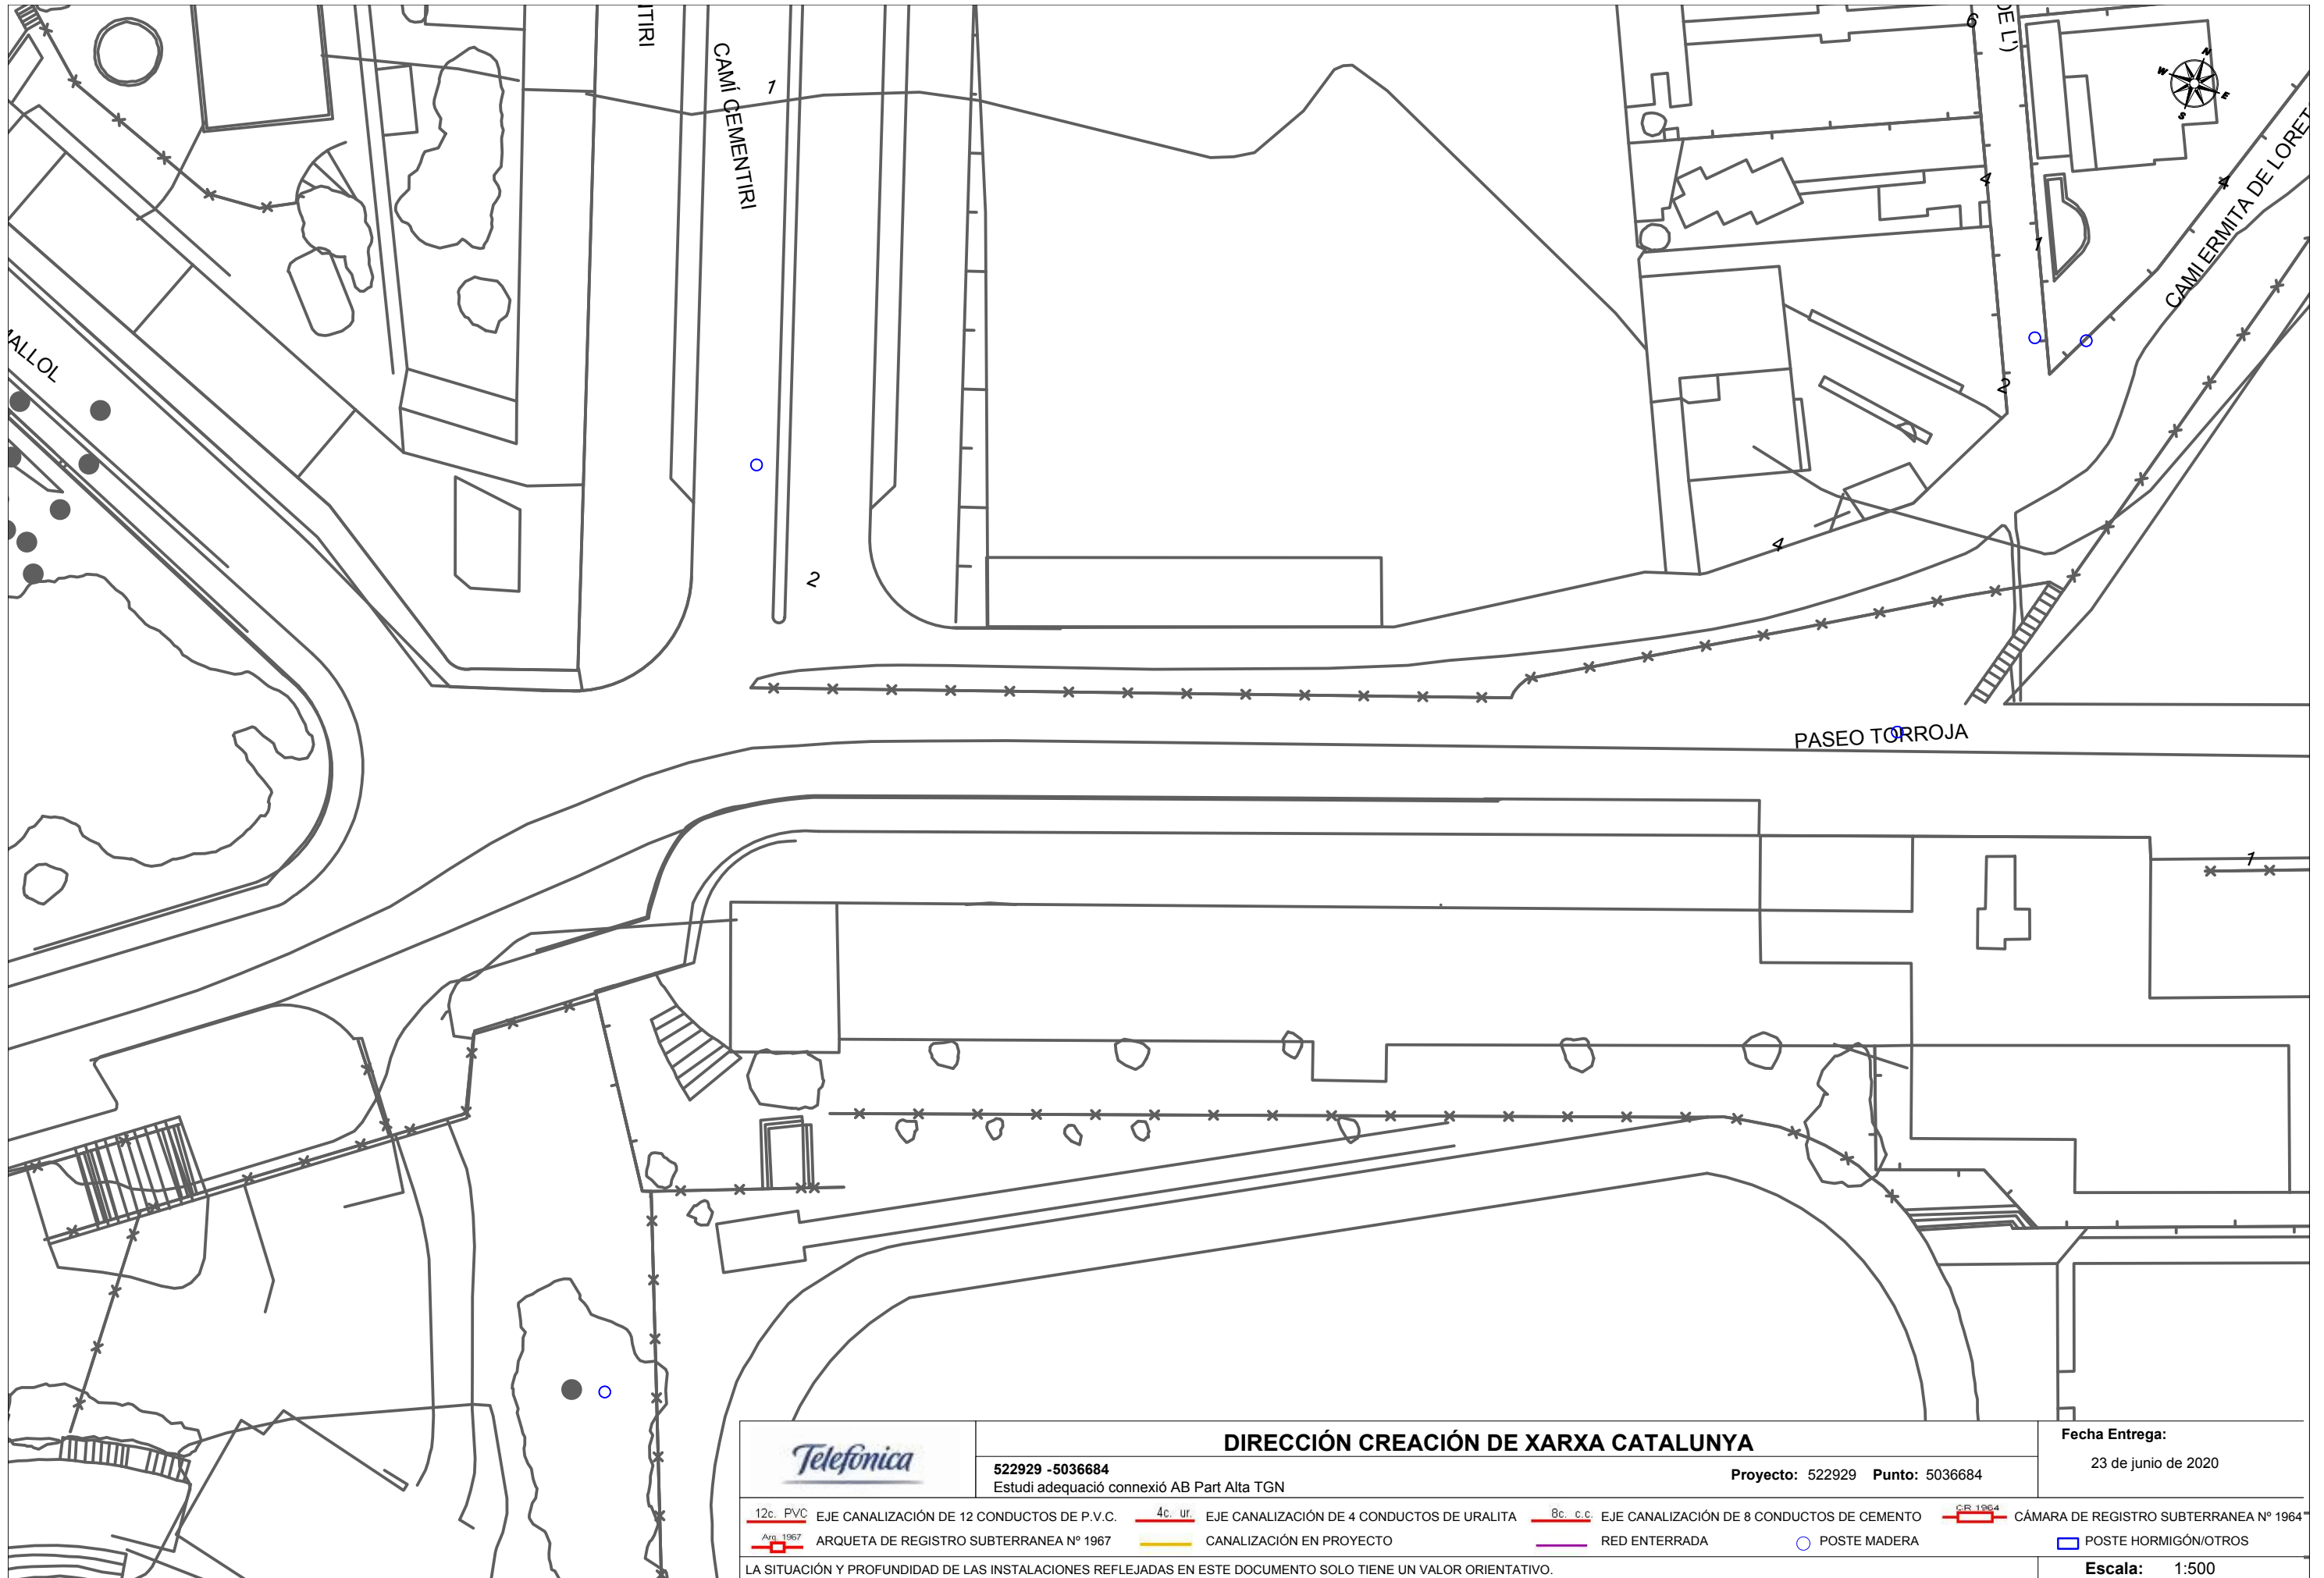 TIRI
CAMÍ CEMENTIRI
1
6
DE L')
N
W
E
S
4
4
CAMI ERMITA DE LORET
1
MALLOL
2
2
4
PASEO TORROJA
1
Telefónica
DIRECCIÓN CREACIÓN DE XARXA CATALUNYA
Fecha Entrega:
23 de junio de 2020
522929 -5036684
Proyecto: 522929 Punto: 5036684
Estudi adequació connexió AB Part Alta TGN
12c. PVC EJE CANALIZACIÓN DE 12 CONDUCTOS DE P.V.C. 4c. ur. EJE CANALIZACIÓN DE 4 CONDUCTOS DE URALITA 8c. c.c. EJE CANALIZACIÓN DE 8 CONDUCTOS DE CEMENTO CR 1964 CÁMARA DE REGISTRO SUBTERRANEA Nº 1964
Arq. 1967 ARQUETA DE REGISTRO SUBTERRANEA Nº 1967 CANALIZACIÓN EN PROYECTO RED ENTERRADA POSTE MADERA POSTE HORMIGÓN/OTROS
LA SITUACIÓN Y PROFUNDIDAD DE LAS INSTALACIONES REFLEJADAS EN ESTE DOCUMENTO SOLO TIENE UN VALOR ORIENTATIVO.
Escala: 1:500